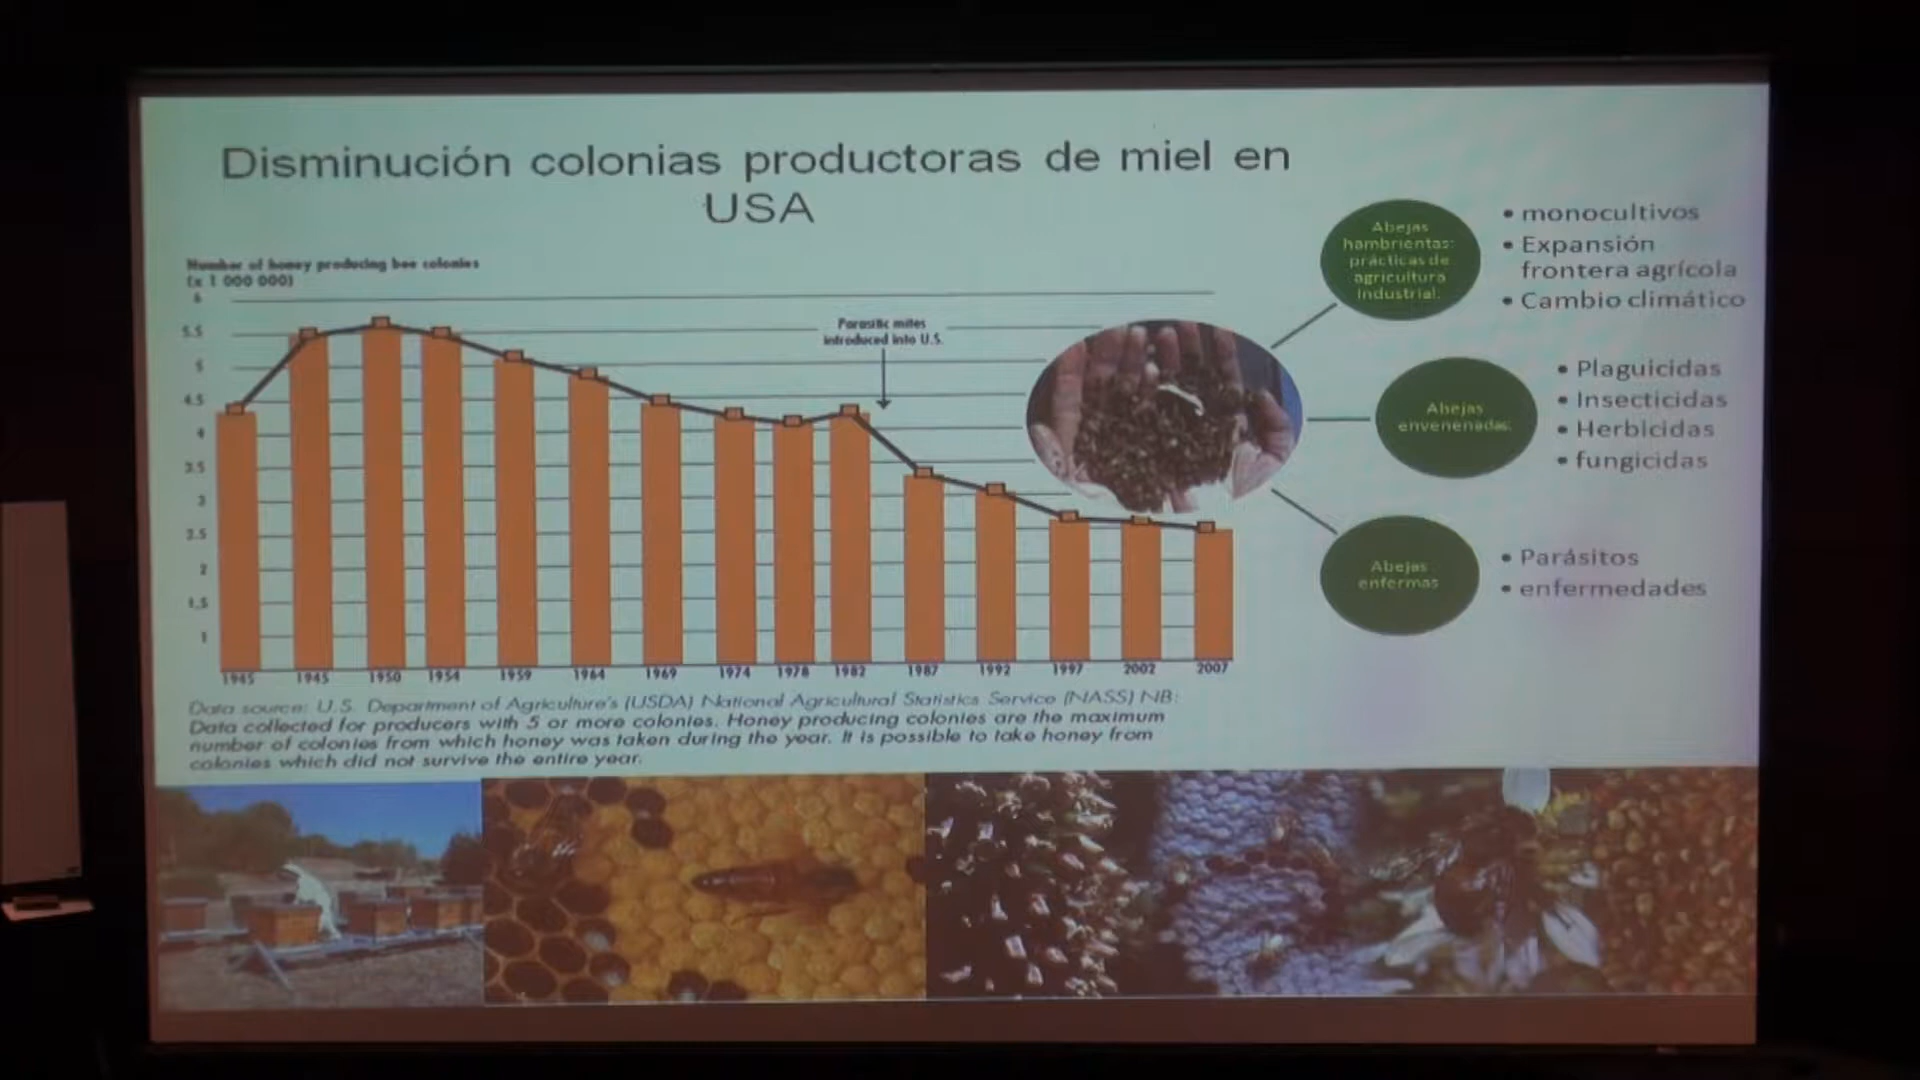 Disminución colonias productoras de miel en
USA
Number of honey producing bee colonies
(x 1 000 000)
6
5.5
5
4.5
4
3.5
3
2.5
2
1.5
1
Parasitic mites
introduced into U.S.
1945 1945 1950 1954 1959 1964 1969 1974 1978 1982 1987 1992 1997 2002 2007
Data source: U.S. Department of Agriculture's (USDA) National Agricultural Statistics Service (NASS) NB:
Data collected for producers with 5 or more colonies. Honey producing colonies are the maximum
number of colonies from which honey was taken during the year. It is possible to take honey from
colonies which did not survive the entire year.
Abejas
hambrientas:
prácticas de
agricultura
industrial.
• monocultivos
• Expansión
frontera agrícola
• Cambio climático
Abejas
envenenadas.
• Plaguicidas
• Insecticidas
• Herbicidas
• fungicidas
Abejas
enfermas
• Parásitos
• enfermedades